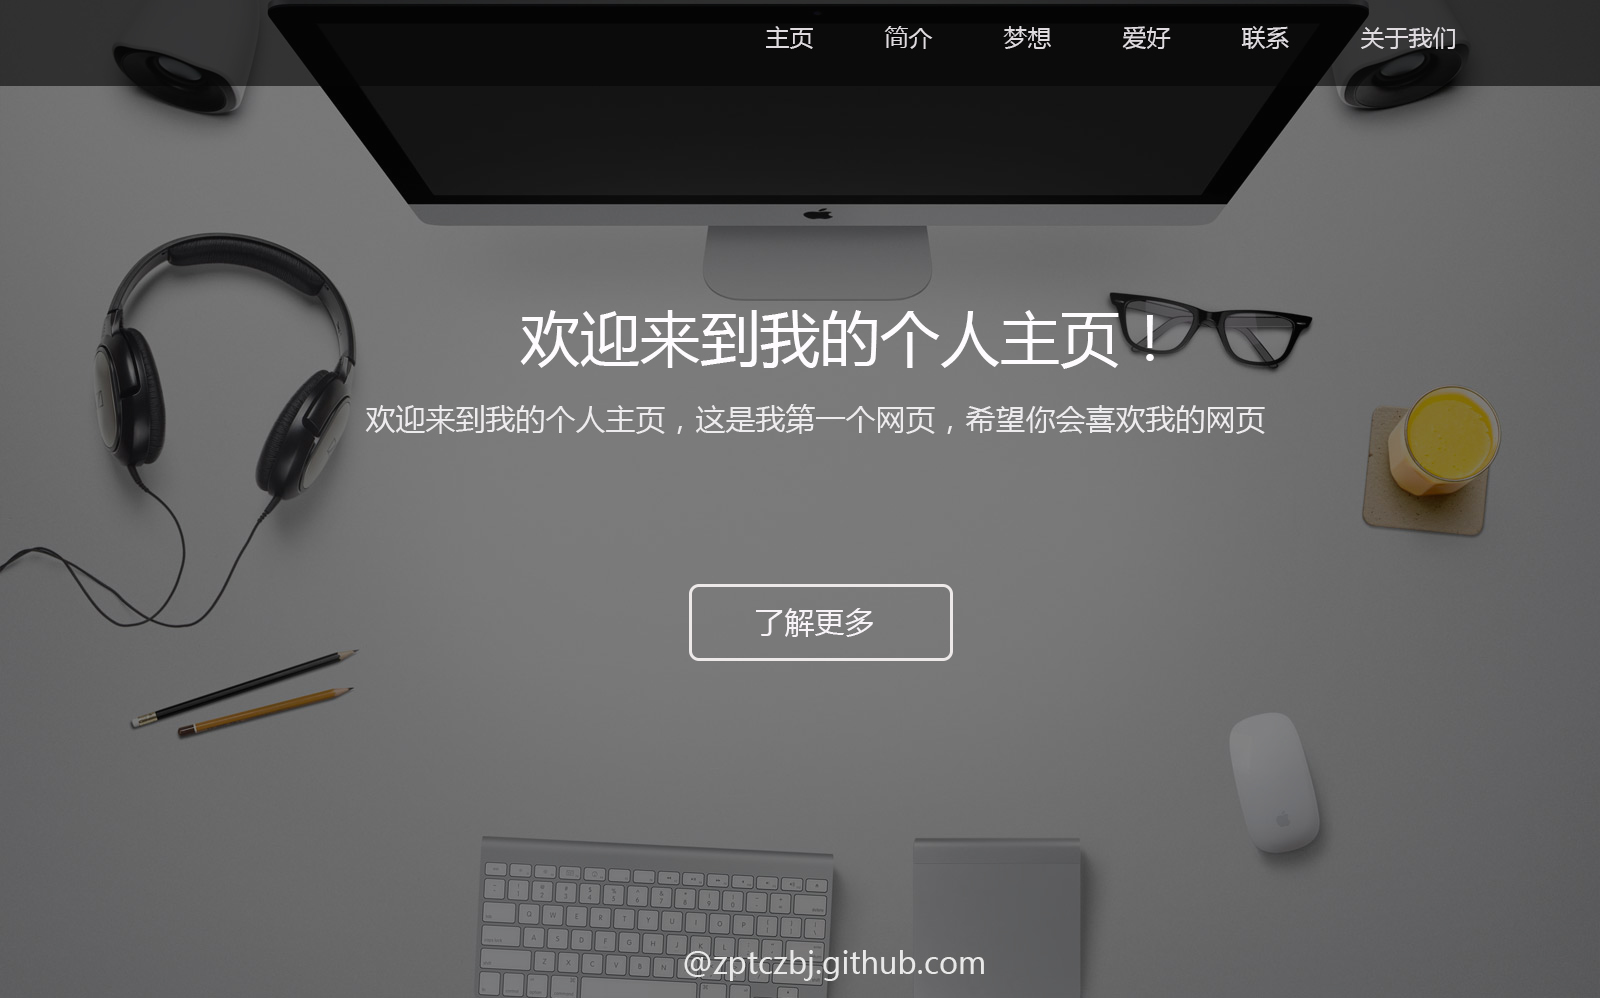 主页 简介 梦想 爱好 联系 关于我们
欢迎来到我的个人主页！
欢迎来到我的个人主页，这是我第一个网页，希望你会喜欢我的网页
了解更多
@zptczbj.github.com